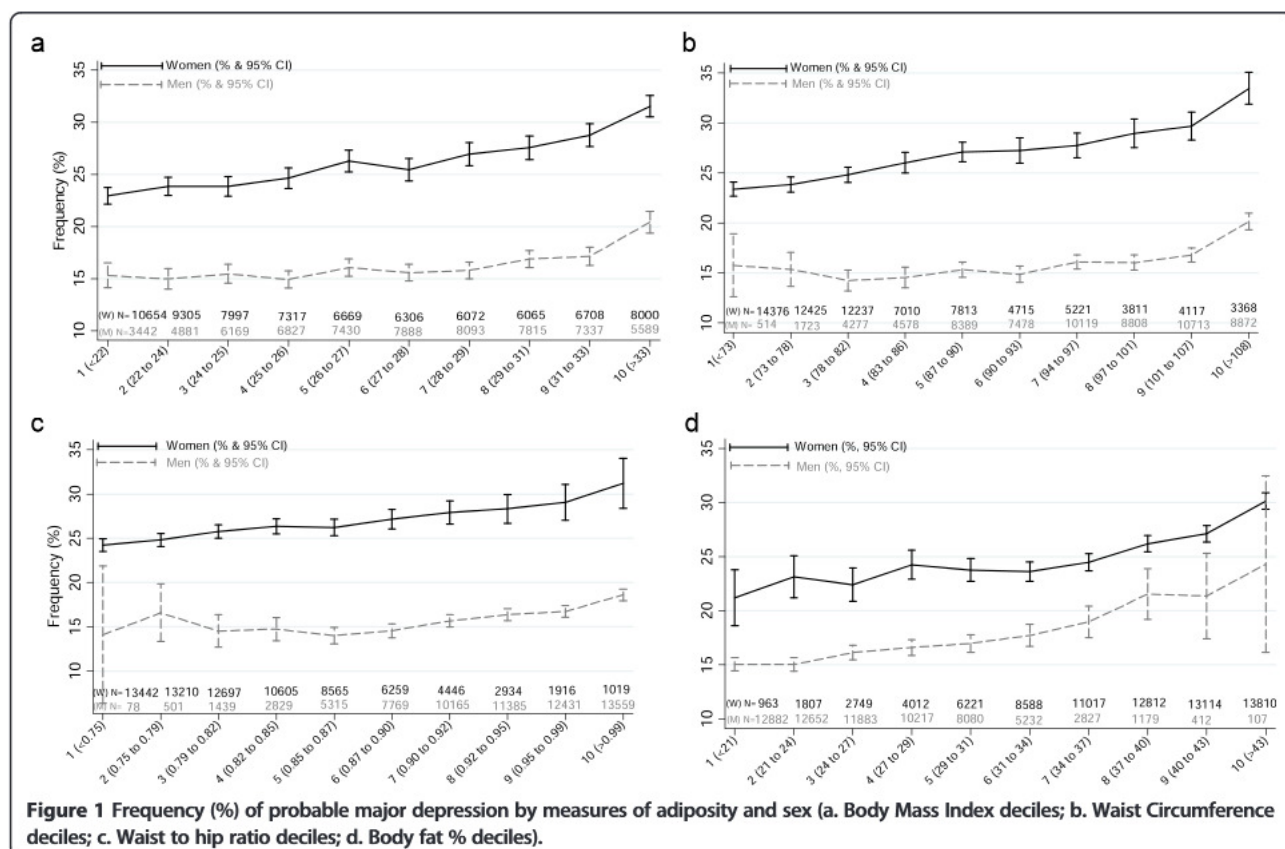 a
Women (% & 95% CI)
Men (% & 95% CI)
Frequency (%)
35
30
25
20
15
10
(W) N= 10654 9305 7997 7317 6669 6306 6072 6065 6708 8000
(M) N= 3442 4881 6169 6827 7430 7888 8093 7815 7337 5589
1 (<22)
2 (22 to 24)
3 (24 to 25)
4 (25 to 26)
5 (26 to 27)
6 (27 to 28)
7 (28 to 29)
8 (29 to 31)
9 (31 to 33)
10 (>33)
b
Women (% & 95% CI)
Men (% & 95% CI)
35
30
25
20
15
10
(W) N= 14376 12425 12237 7010 7813 4715 5221 3811 4117 3368
(M) N= 514 1723 4277 4578 8389 7478 10119 8808 10713 8872
1(<73)
2 (73 to 78)
3 (78 to 82)
4 (83 to 86)
5 (87 to 90)
6 (90 to 93)
7 (94 to 97)
8 (97 to 101)
9 (101 to 107)
10 (>108)
c
Women (% & 95% CI)
Men (% & 95% CI)
Frequency (%)
35
30
25
20
15
10
(W) N= 13442 13210 12697 10605 8565 6259 4446 2934 1916 1019
(M) N= 78 501 1439 2829 5315 7769 10165 11385 12431 13559
1 (<0.75)
2 (0.75 to 0.79)
3 (0.79 to 0.82)
4 (0.82 to 0.85)
5 (0.85 to 0.87)
6 (0.87 to 0.90)
7 (0.90 to 0.92)
8 (0.92 to 0.95)
9 (0.95 to 0.99)
10 (>0.99)
d
Women (%, 95% CI)
Men (%, 95% CI)
35
30
25
20
15
10
(W) N= 963 1807 2749 4012 6221 8588 11017 12812 13114 13810
(M) N=12882 12652 11883 10217 8080 5232 2827 1179 412 107
1 (<21)
2 (21 to 24)
3 (24 to 27)
4 (27 to 29)
5 (29 to 31)
6 (31 to 34)
7 (34 to 37)
8 (37 to 40)
9 (40 to 43)
10 (>43)
Figure 1 Frequency (%) of probable major depression by measures of adiposity and sex (a. Body Mass Index deciles; b. Waist Circumference
deciles; c. Waist to hip ratio deciles; d. Body fat % deciles).